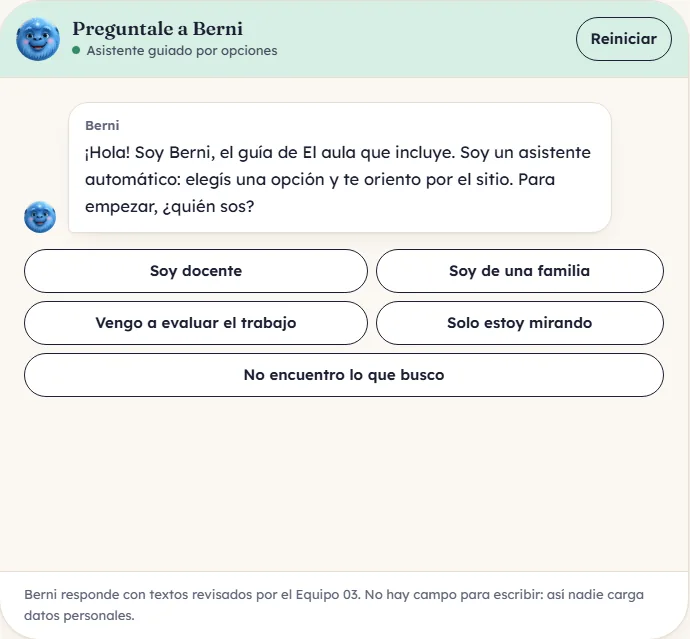 Preguntale a Berni
Asistente guiado por opciones
Reiniciar
Berni
¡Hola! Soy Berni, el guía de El aula que incluye. Soy un asistente
automático: elegís una opción y te oriento por el sitio. Para
empezar, ¿quién sos?
Soy docente
Soy de una familia
Vengo a evaluar el trabajo
Solo estoy mirando
No encuentro lo que busco
Berni responde con textos revisados por el Equipo 03. No hay campo para escribir: así nadie carga
datos personales.